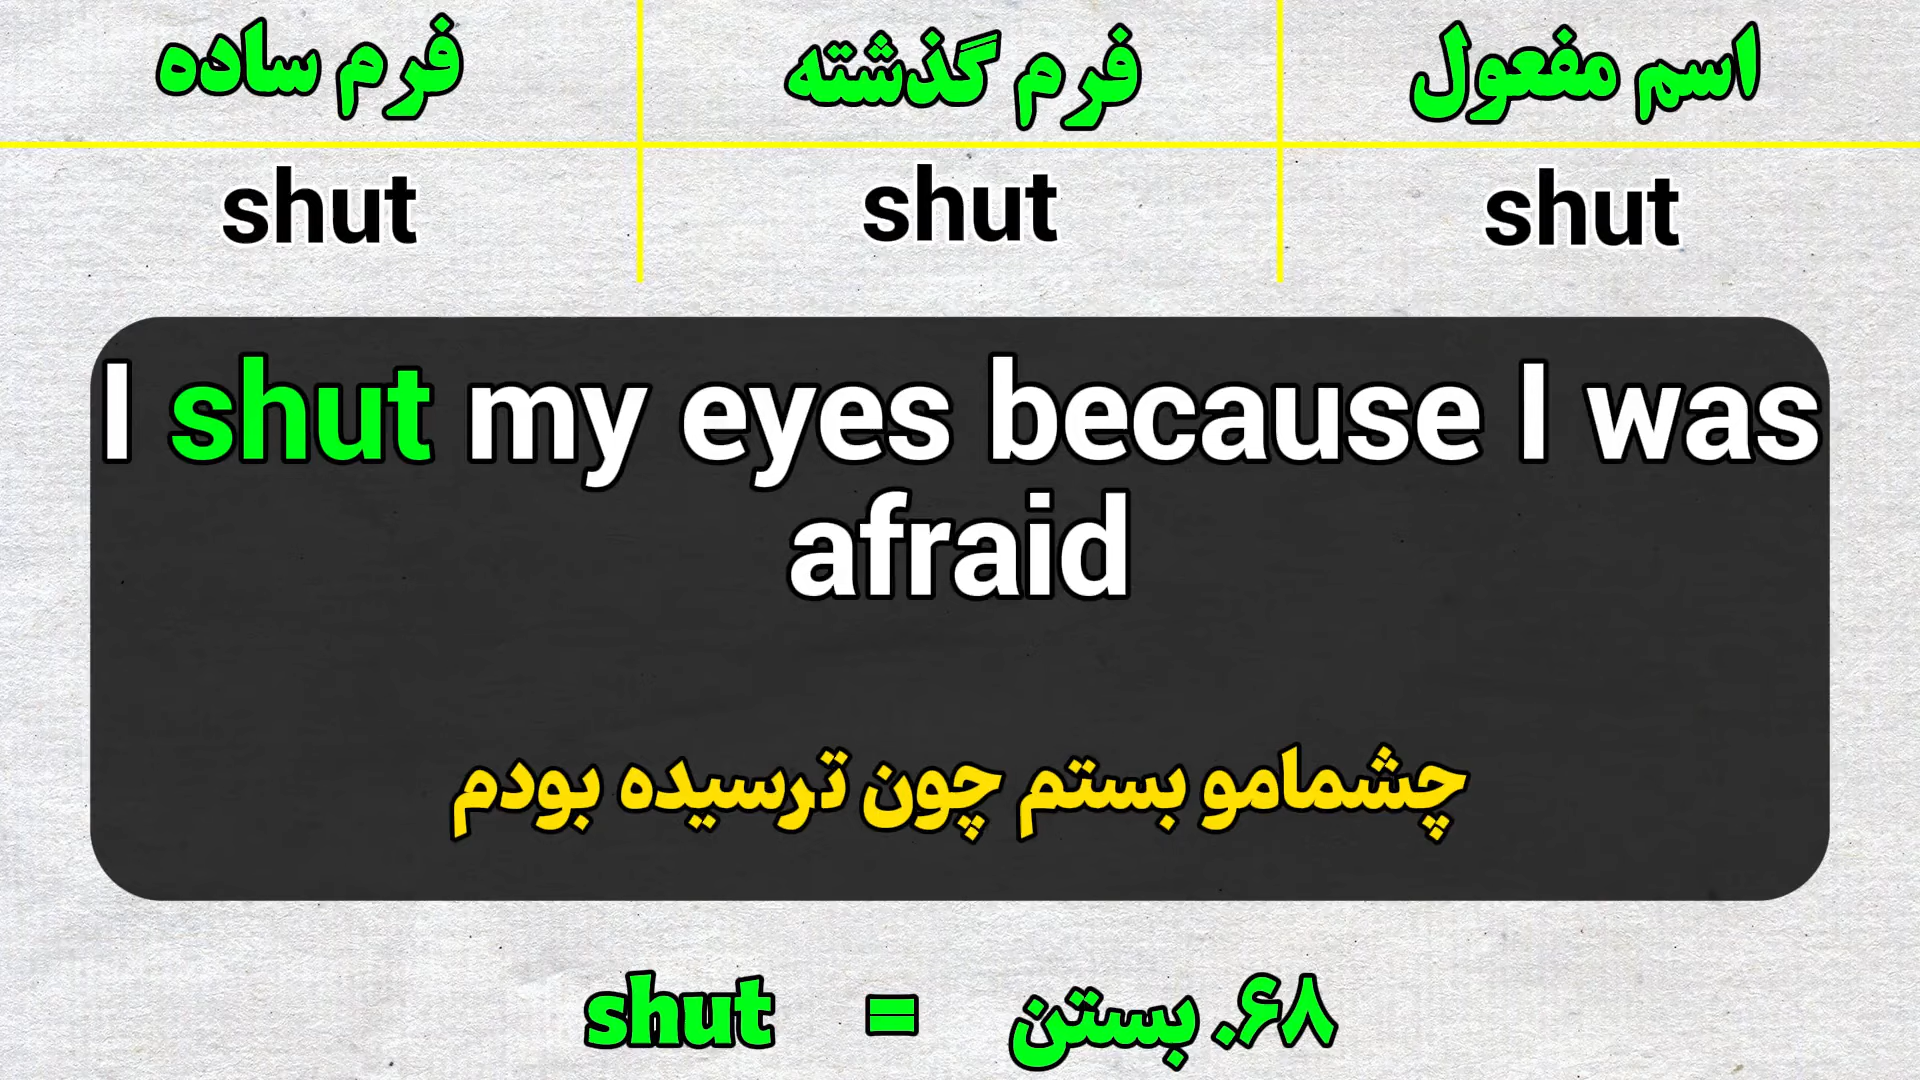 فرم ساده
فرم گذشته
اسم مفعول
shut
shut
shut
I shut my eyes because I was
afraid
چشمامو بستم چون ترسیده بودم
۶۸. بستن = shut